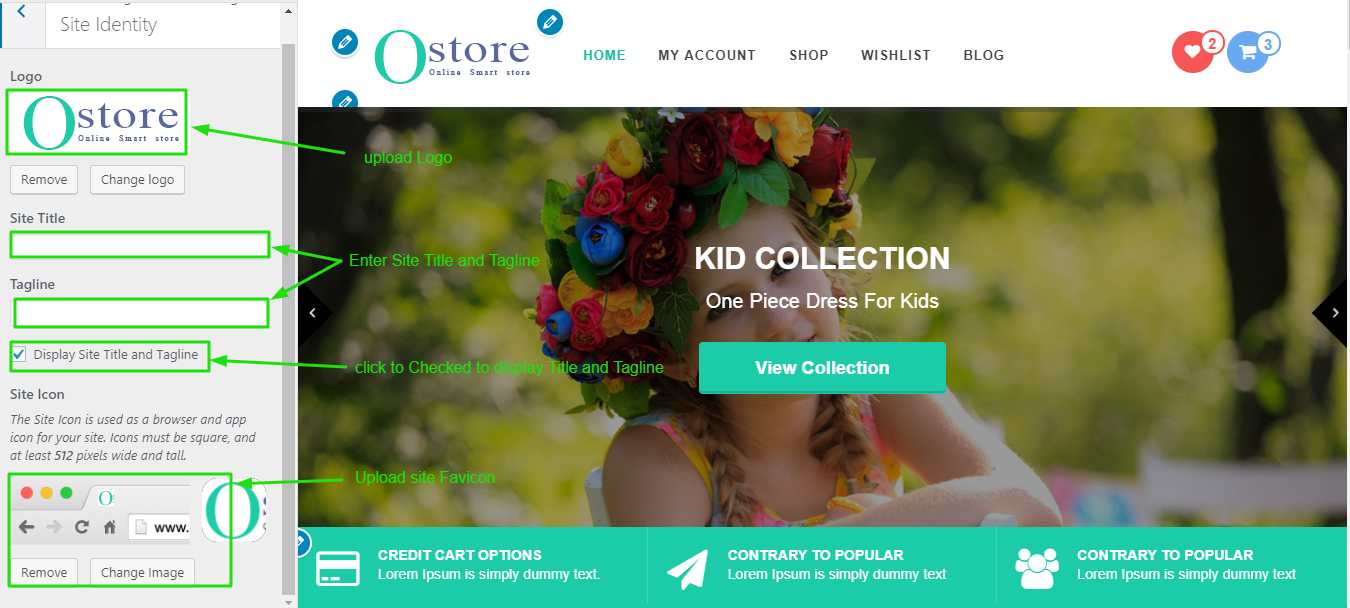 Site Identity
Logo
Ostore
Online Smart store
Remove
Change logo
Site Title
Tagline
Display Site Title and Tagline
Site Icon
The Site Icon is used as a browser and app
icon for your site. Icons must be square, and
at least 512 pixels wide and tall.
O
www.
O
Remove
Change Image
upload Logo
Enter Site Title and Tagline
click to Checked to display Title and Tagline
Upload site Favicon
Ostore
Online Smart store
HOME
MY ACCOUNT
SHOP
WISHLIST
BLOG
2
3
KID COLLECTION
One Piece Dress For Kids
View Collection
CREDIT CART OPTIONS
Lorem Ipsum is simply dummy text.
CONTRARY TO POPULAR
Lorem Ipsum is simply dummy text
CONTRARY TO POPULAR
Lorem Ipsum is simply dummy text